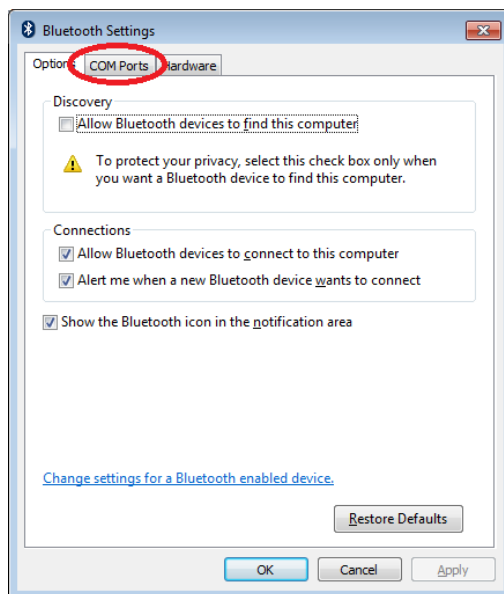 Bluetooth Settings
Options COM Ports Hardware
Discovery
Allow Bluetooth devices to find this computer
To protect your privacy, select this check box only when
you want a Bluetooth device to find this computer.
Connections
Allow Bluetooth devices to connect to this computer
Alert me when a new Bluetooth device wants to connect
Show the Bluetooth icon in the notification area
Change settings for a Bluetooth enabled device.
Restore Defaults
OK Cancel Apply